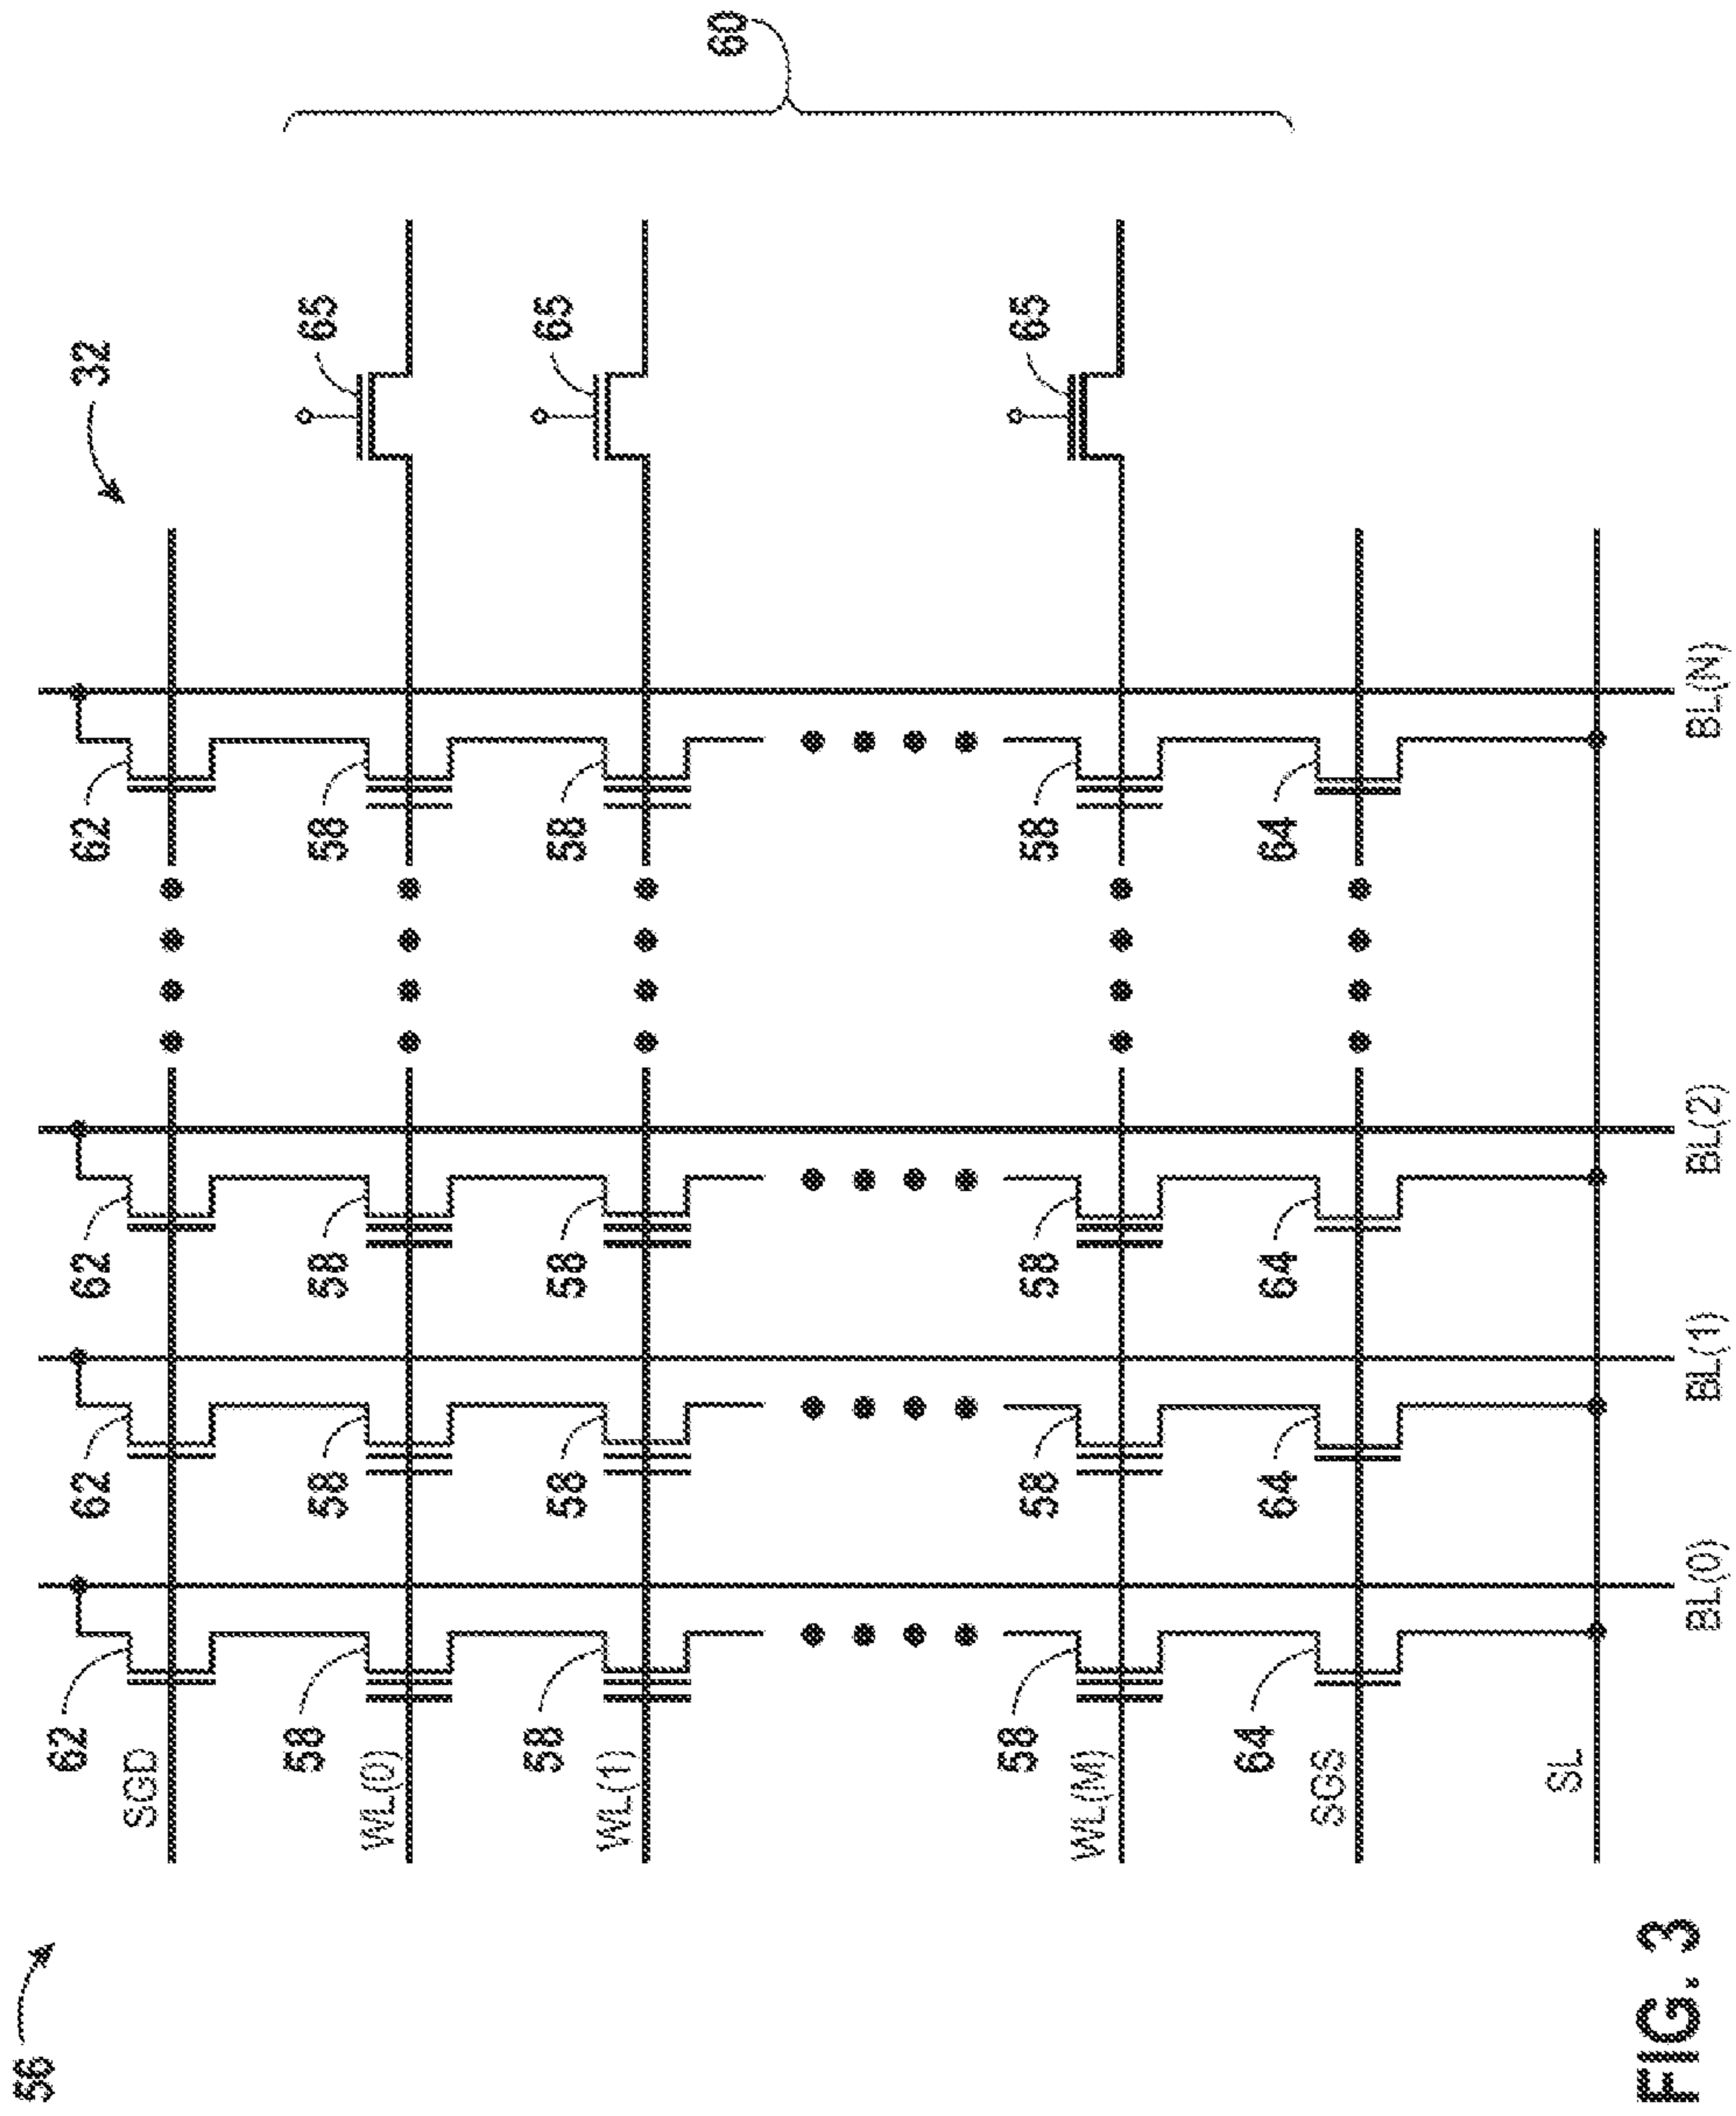 56
62 62 62 62 32
SGD
58 58 58 58 65
WL(0)
58 58 58 58 65
WL(1)
60
58 58 58 58 65
WL(M)
64 64 64 64
SGS
SL
BL(0) BL(1) BL(2) BL(N)
FIG. 3